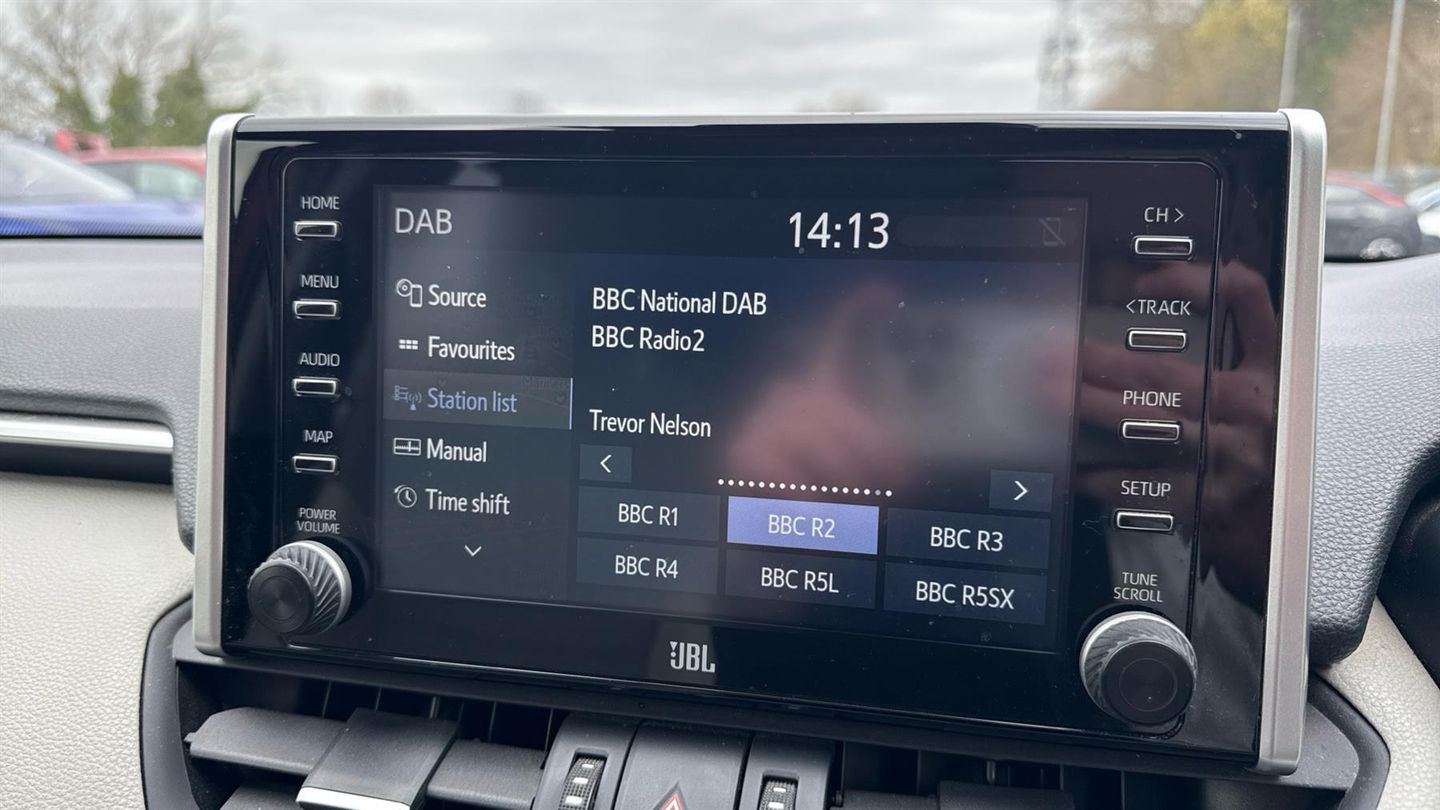 HOME
MENU
AUDIO
MAP
POWER
VOLUME
DAB
14:13
Source
Favourites
Station list
Manual
Time shift
BBC National DAB
BBC Radio2
Trevor Nelson
BBC R1
BBC R2
BBC R3
BBC R4
BBC R5L
BBC R5SX
CH >
<TRACK
PHONE
SETUP
TUNE
SCROLL
JBL